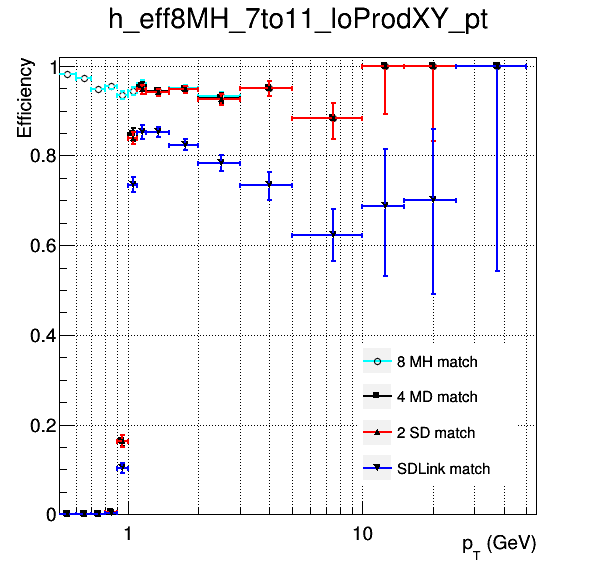 h_eff8MH_7to11_loProdXY_pt
Efficiency
1
0.8
0.6
0.4
0.2
0
8 MH match
4 MD match
2 SD match
SDLink match
1
10
p_T (GeV)